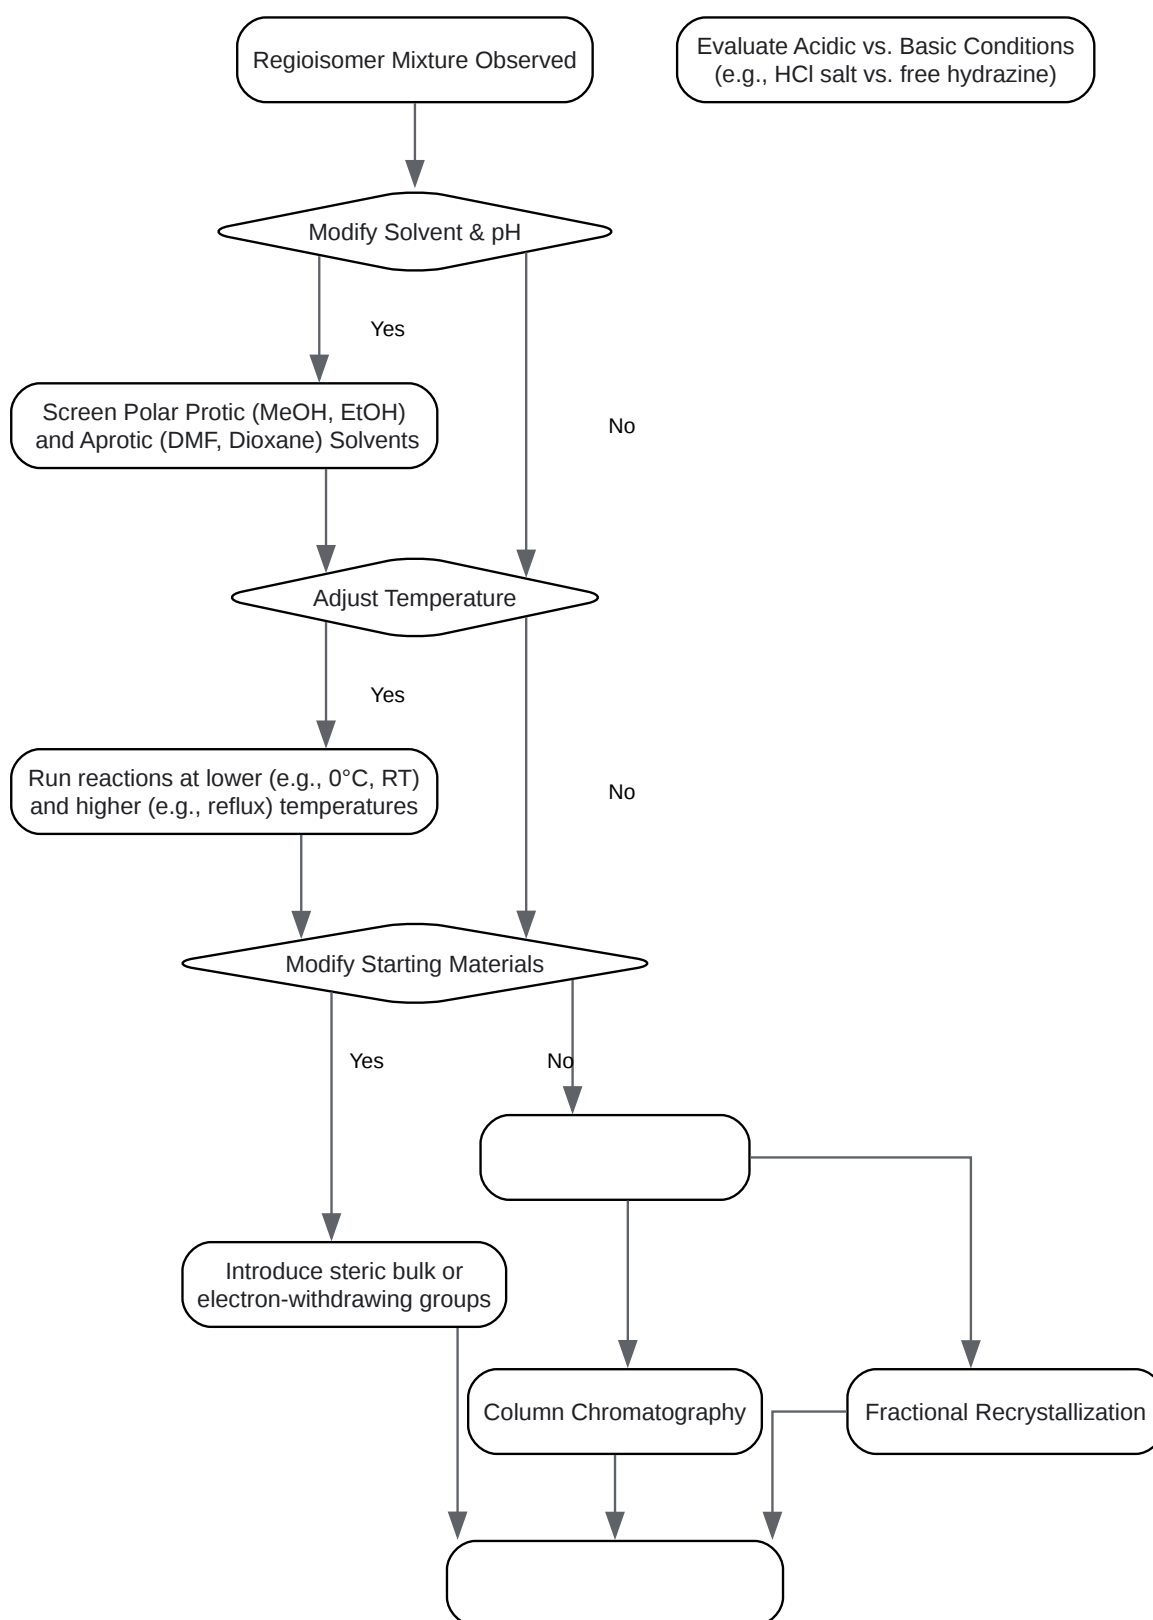 Regioisomer Mixture Observed
Evaluate Acidic vs. Basic Conditions
(e.g., HCl salt vs. free hydrazine)
Modify Solvent & pH
Yes
Screen Polar Protic (MeOH, EtOH)
and Aprotic (DMF, Dioxane) Solvents
No
Adjust Temperature
Yes
Run reactions at lower (e.g., 0°C, RT)
and higher (e.g., reflux) temperatures
No
Modify Starting Materials
Yes
No
Introduce steric bulk or
electron-withdrawing groups
Column Chromatography
Fractional Recrystallization